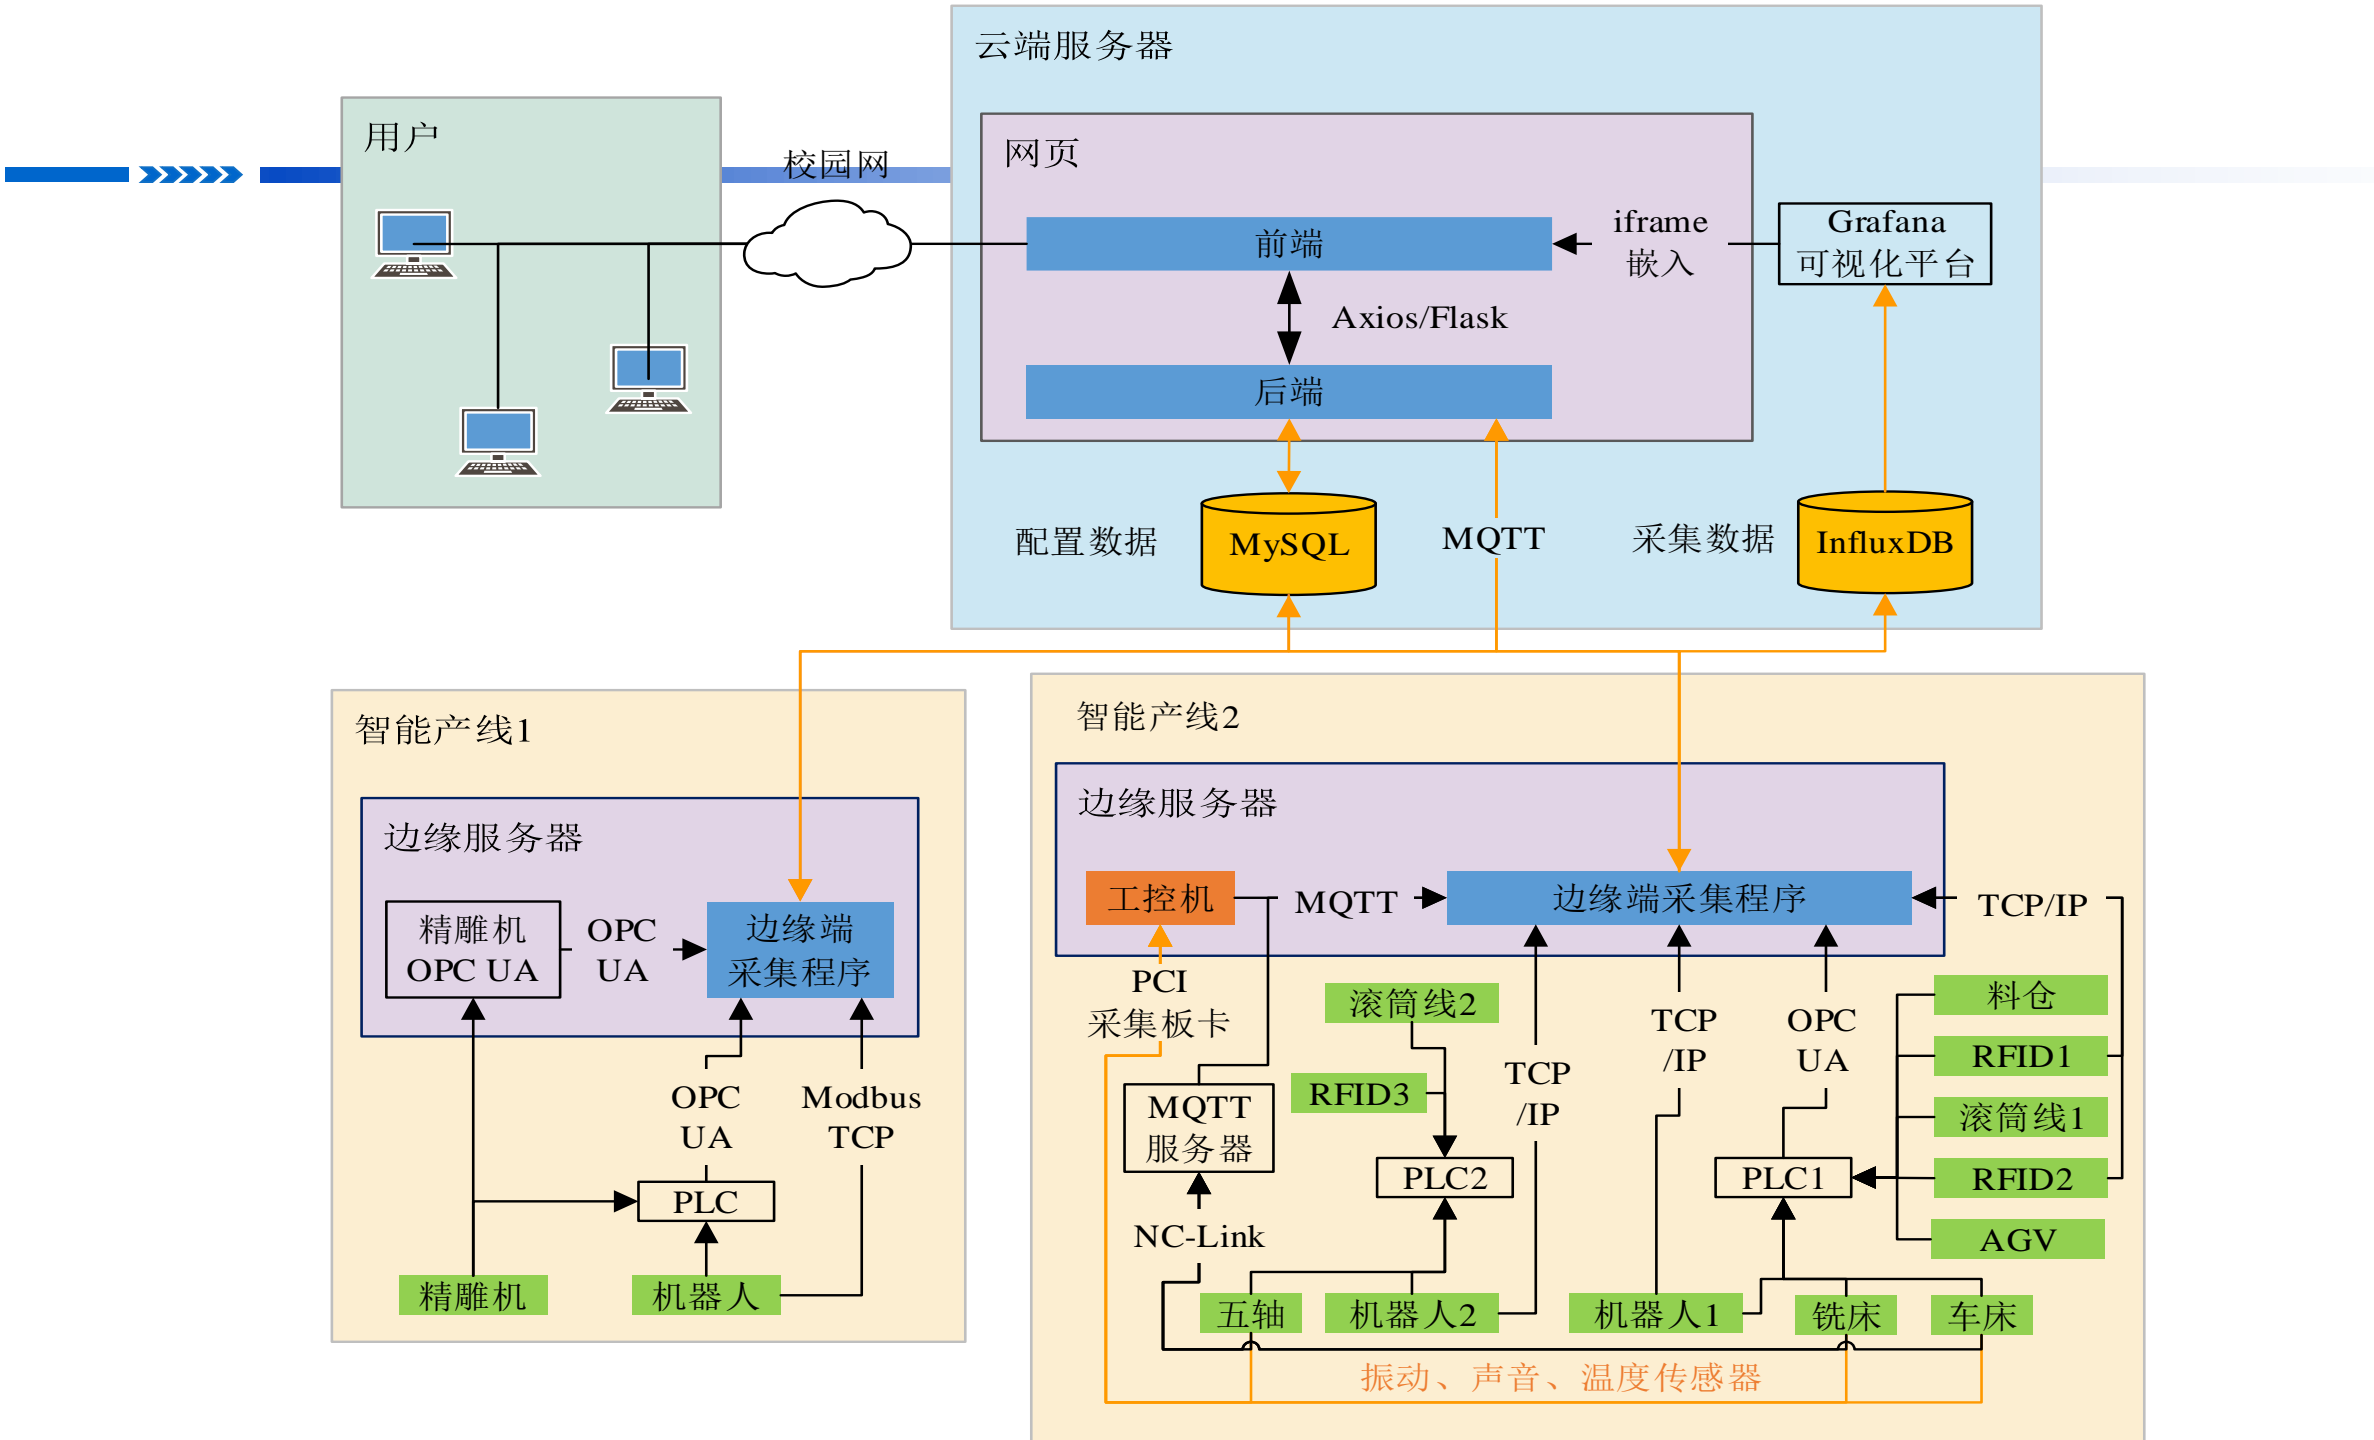 云端服务器
用户
校园网
网页
前端
iframe
嵌入
Grafana
可视化平台
Axios/Flask
后端
配置数据
MySQL
MQTT
采集数据
InfluxDB
智能产线1
边缘服务器
精雕机
OPC UA
OPC
UA
边缘端
采集程序
OPC
UA
Modbus
TCP
PLC
精雕机
机器人
智能产线2
边缘服务器
工控机
MQTT
边缘端采集程序
TCP/IP
PCI
采集板卡
滚筒线2
TCP
/IP
OPC
UA
料仓
RFID1
滚筒线1
RFID2
AGV
RFID3
TCP
/IP
MQTT
服务器
PLC2
PLC1
NC-Link
五轴
机器人2
机器人1
铣床
车床
振动、声音、温度传感器